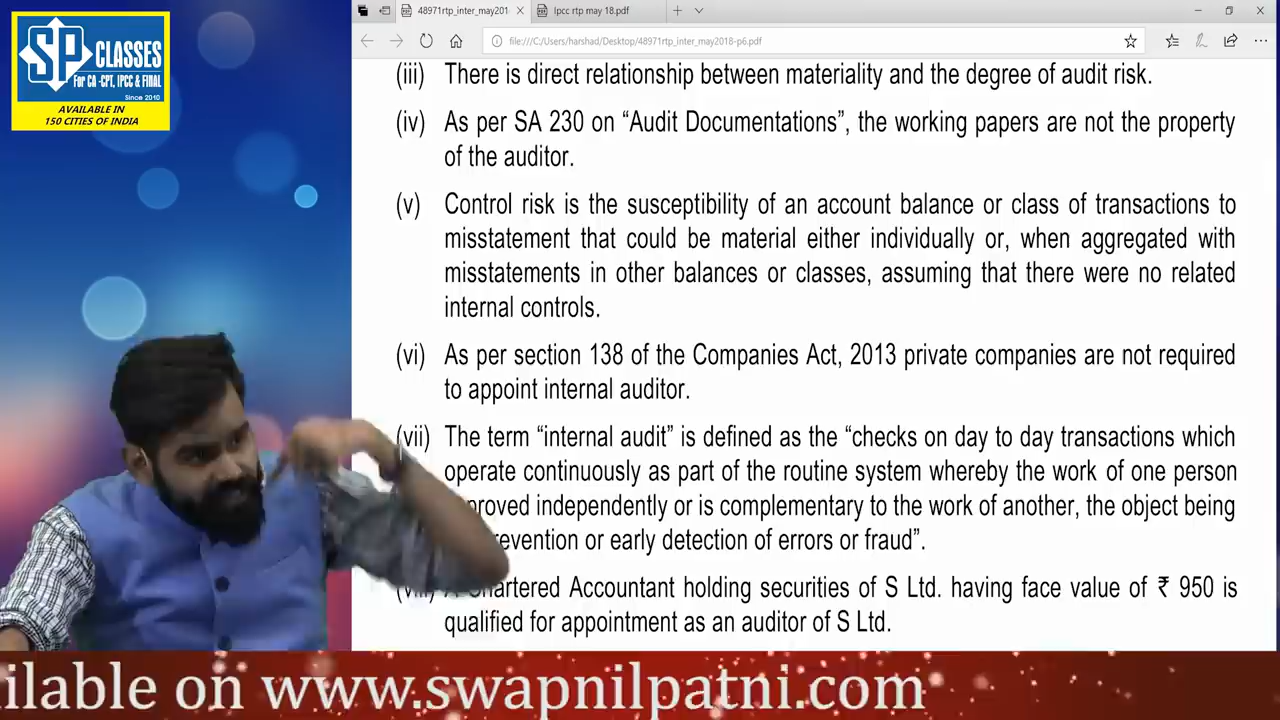 SP CLASSES
For CA -CPT, IPCC & FINAL
Since 2010
AVAILABLE IN
150 CITIES OF INDIA
48971rtp_inter_may201
Ipcc rtp may 18.pdf
file:///C:/Users/harshad/Desktop/48971rtp_inter_may2018-p6.pdf
(iii) There is direct relationship between materiality and the degree of audit risk.
(iv) As per SA 230 on “Audit Documentations”, the working papers are not the property
of the auditor.
(v) Control risk is the susceptibility of an account balance or class of transactions to
misstatement that could be material either individually or, when aggregated with
misstatements in other balances or classes, assuming that there were no related
internal controls.
(vi) As per section 138 of the Companies Act, 2013 private companies are not required
to appoint internal auditor.
(vii) The term “internal audit” is defined as the “checks on day to day transactions which
operate continuously as part of the routine system whereby the work of one person
proved independently or is complementary to the work of another, the object being
revention or early detection of errors or fraud”.
(viii) A Chartered Accountant holding securities of S Ltd. having face value of ₹ 950 is
qualified for appointment as an auditor of S Ltd.
ilable on www.swapnilpatni.com